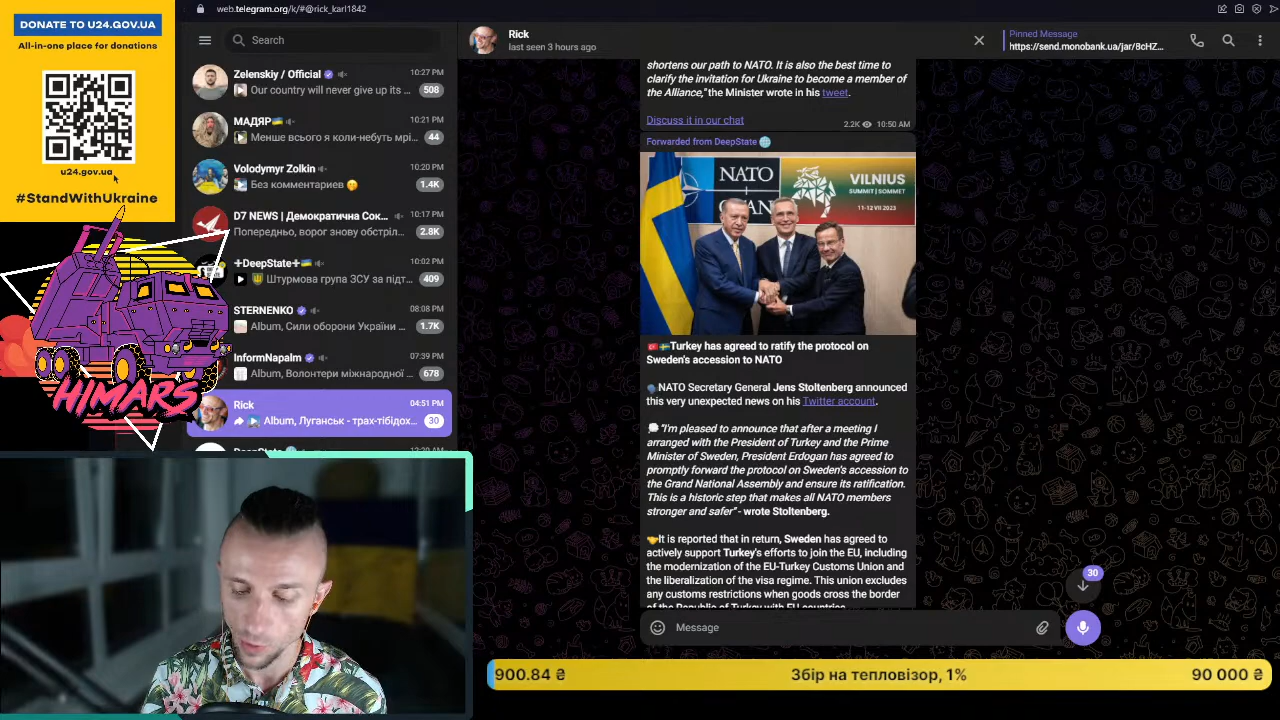 DONATE TO U24.GOV.UA
All-in-one place for donations
u24.gov.ua
#StandWithUkraine
HIMARS
web.telegram.org/k/#@rick_karl1842
Search
Zelenskiy / Official
10:27 PM
Our country will never give up its ...
508
МАДЯР
10:21 PM
Менше всього я коли-небуть мрі...
44
Volodymyr Zolkin
10:20 PM
Без комментариев
1.4K
D7 NEWS | Демократична Сок...
10:17 PM
Попередньо, ворог знову обстріл...
2.8K
+DeepState+
10:02 PM
Штурмова група ЗСУ за підт...
409
STERNENKO
08:08 PM
Album, Сили оборони України ...
1.7K
InformNapalm
07:39 PM
Album, Волонтери міжнародної ...
678
Rick
04:51 PM
Album, Луганськ - трах-тібідох...
30
Rick
last seen 3 hours ago
Pinned Message
https://send.monobank.ua/jar/8cHZ...
shortens our path to NATO. It is also the best time to
clarify the invitation for Ukraine to become a member of
the Alliance," the Minister wrote in his tweet.
Discuss it in our chat
2.2K 10:50 AM
Forwarded from DeepState
NATO
VILNIUS
SUMMIT | SOMMET
11-12 VII 2023
Turkey has agreed to ratify the protocol on
Sweden's accession to NATO
NATO Secretary General Jens Stoltenberg announced
this very unexpected news on his Twitter account.
"I'm pleased to announce that after a meeting I
arranged with the President of Turkey and the Prime
Minister of Sweden, President Erdogan has agreed to
promptly forward the protocol on Sweden's accession to
the Grand National Assembly and ensure its ratification.
This is a historic step that makes all NATO members
stronger and safer" - wrote Stoltenberg.
It is reported that in return, Sweden has agreed to
actively support Turkey's efforts to join the EU, including
the modernization of the EU-Turkey Customs Union and
the liberalization of the visa regime. This union excludes
any customs restrictions when goods cross the border
of the Republic of Turkey with EU countries
30
Message
900.84 ₴
Збір на тепловізор, 1%
90 000 ₴